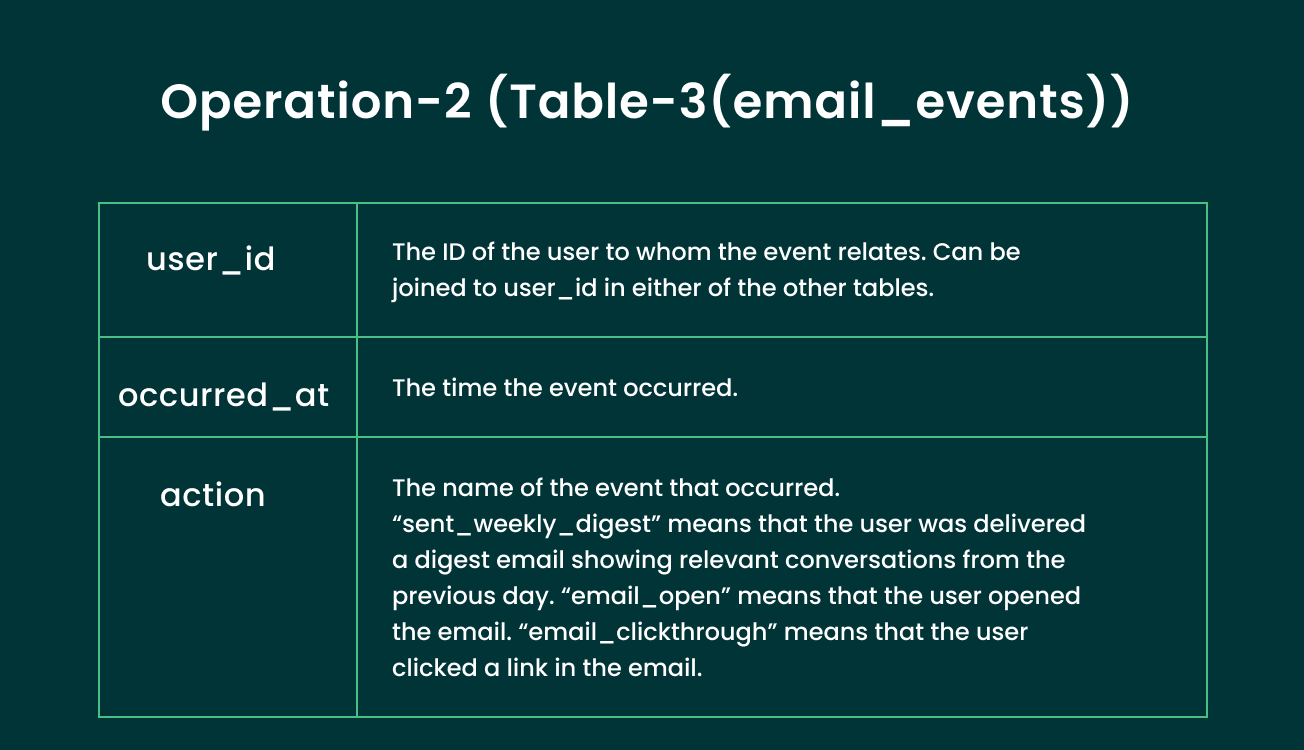 Operation-2 (Table-3(email_events))
user_id
The ID of the user to whom the event relates. Can be
joined to user_id in either of the other tables.
occurred_at
The time the event occurred.
action
The name of the event that occurred.
“sent_weekly_digest” means that the user was delivered
a digest email showing relevant conversations from the
previous day. “email_open” means that the user opened
the email. “email_clickthrough” means that the user
clicked a link in the email.